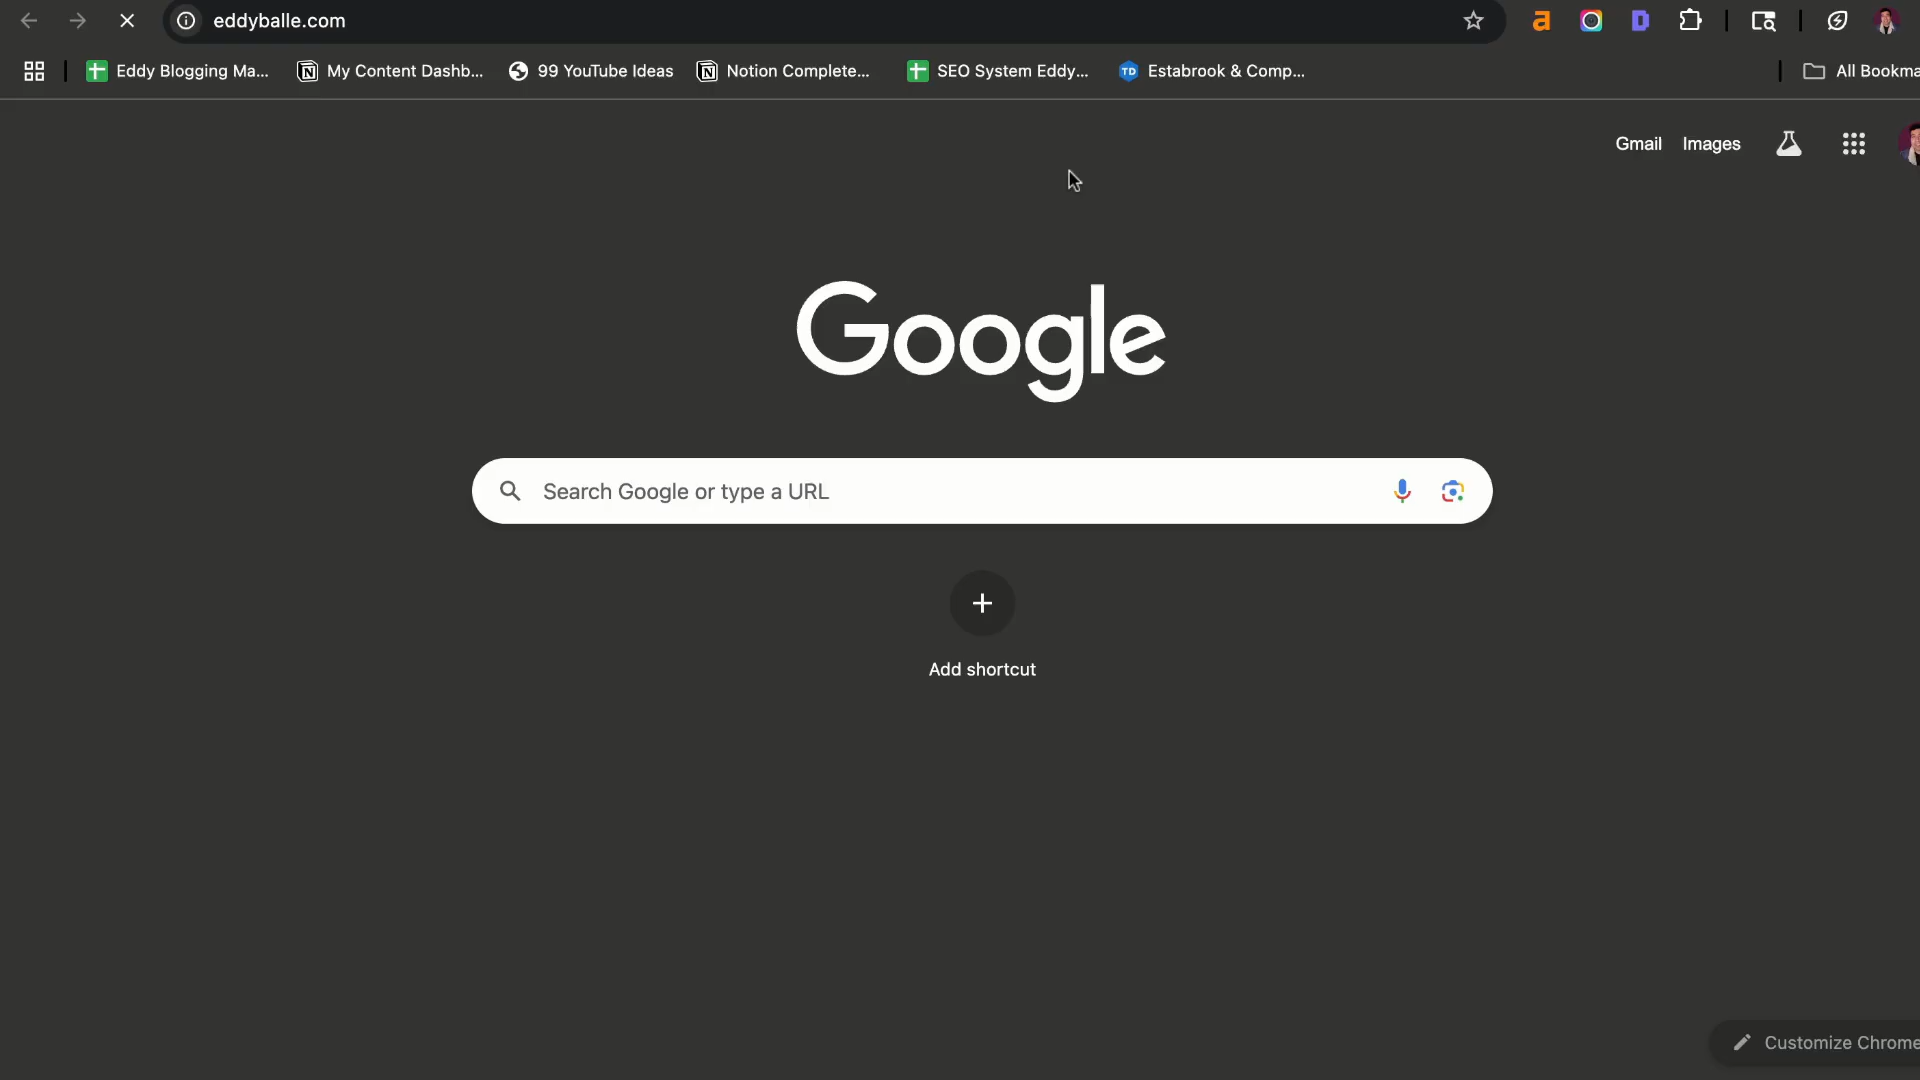 eddyballe.com
Eddy Blogging Ma...
My Content Dashb...
99 YouTube Ideas
Notion Complete...
SEO System Eddy...
TD
Estabrook & Comp...
All Bookma
Gmail
Images
Google
Search Google or type a URL
Add shortcut
Customize Chrome